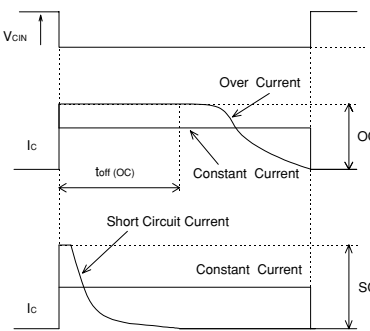 VCIN
Over Current
IC
OC
toff (OC)
Constant Current
Short Circuit Current
Constant Current
SC
IC